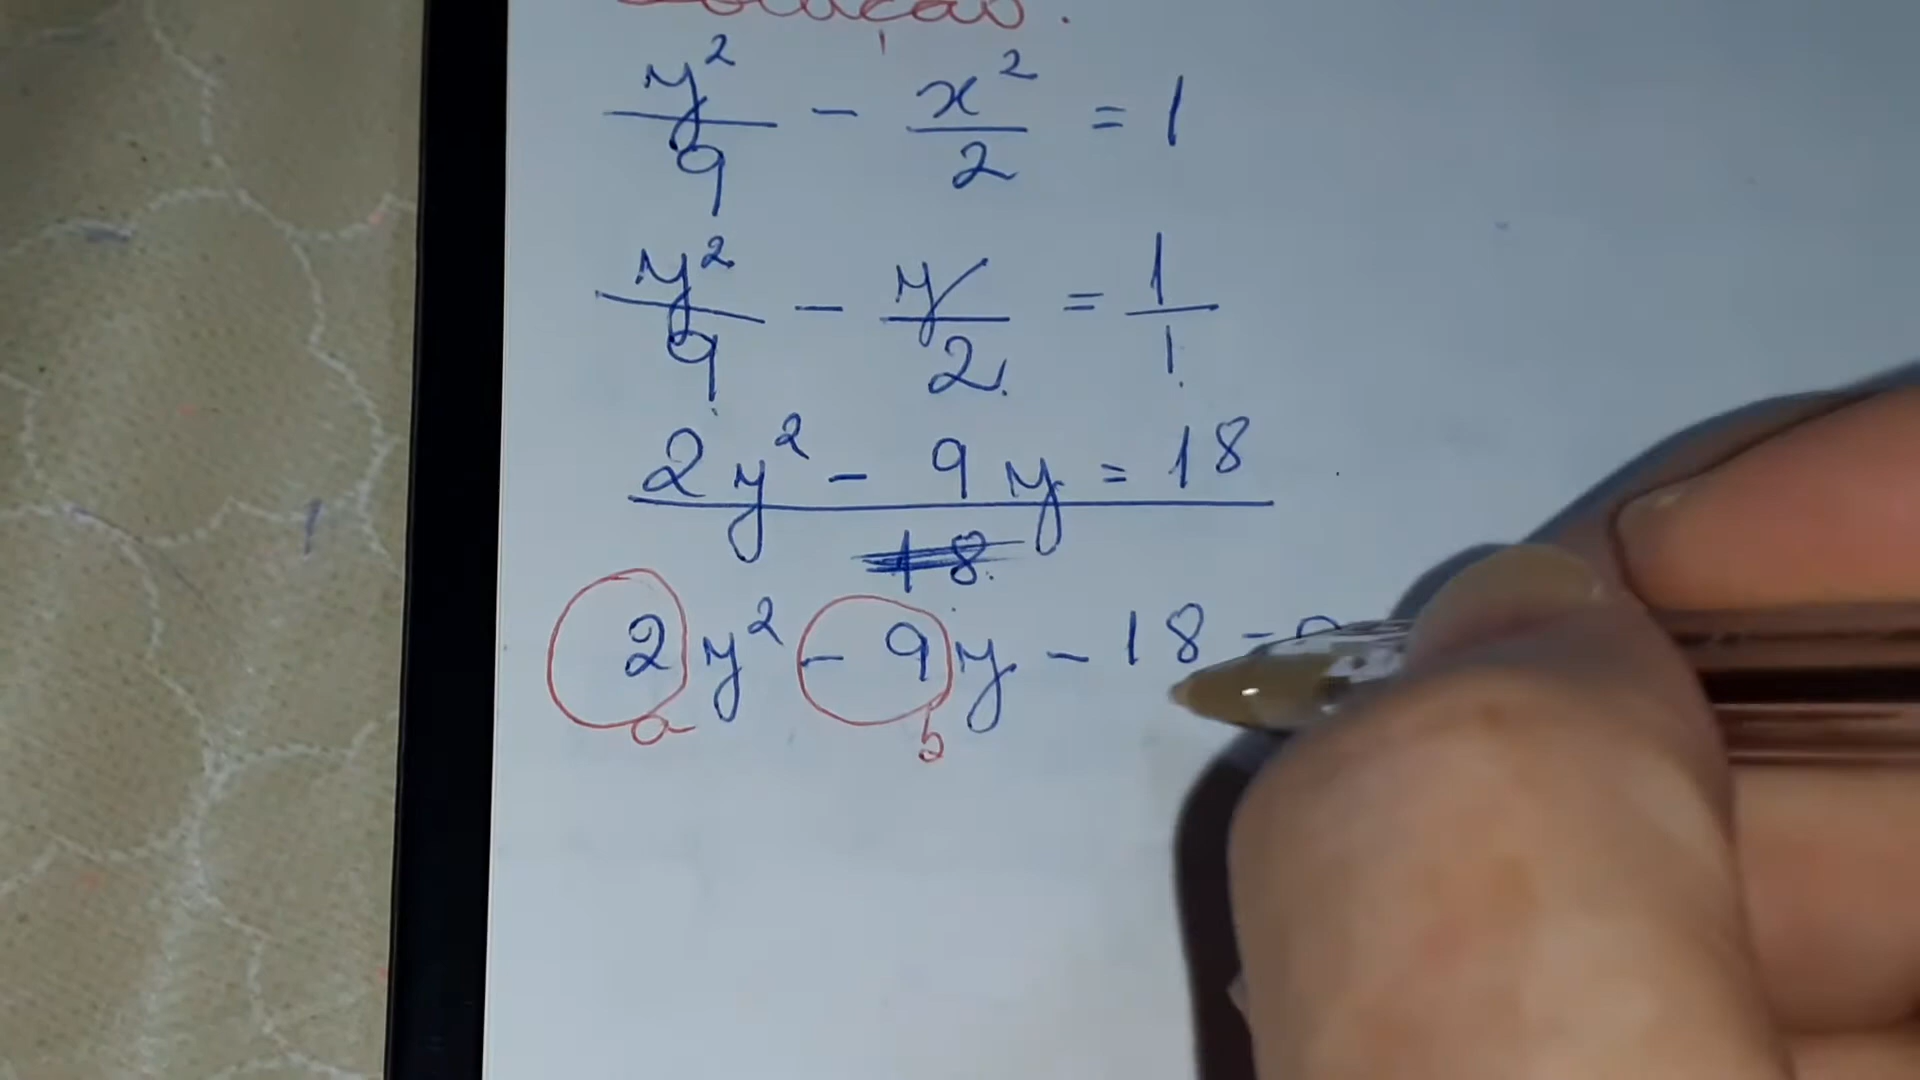 y²/9 - x²/2 = 1
y²/9 - y/2 = 1/1
2y² - 9y = 18
18
2y² - 9y - 18 =
a b